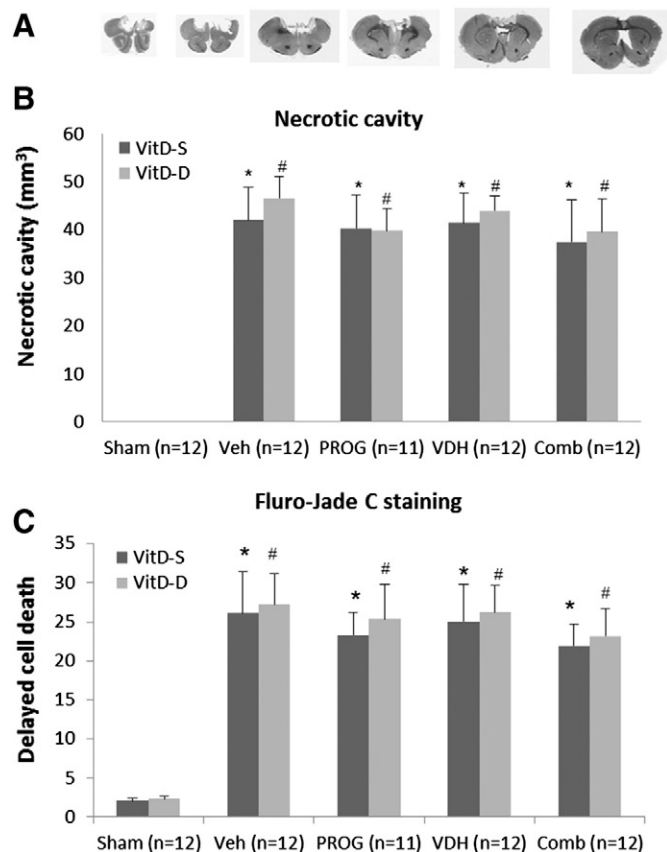 A
B
Necrotic cavity
Necrotic cavity (mm³)
60
50
40
30
20
10
0
VitD-S
VitD-D
* # * # * # * #
Sham (n=12) Veh (n=12) PROG (n=11) VDH (n=12) Comb (n=12)
C
Fluro-Jade C staining
Delayed cell death
35
30
25
20
15
10
5
0
VitD-S
VitD-D
* # * # * # * #
Sham (n=12) Veh (n=12) PROG (n=11) VDH (n=12) Comb (n=12)